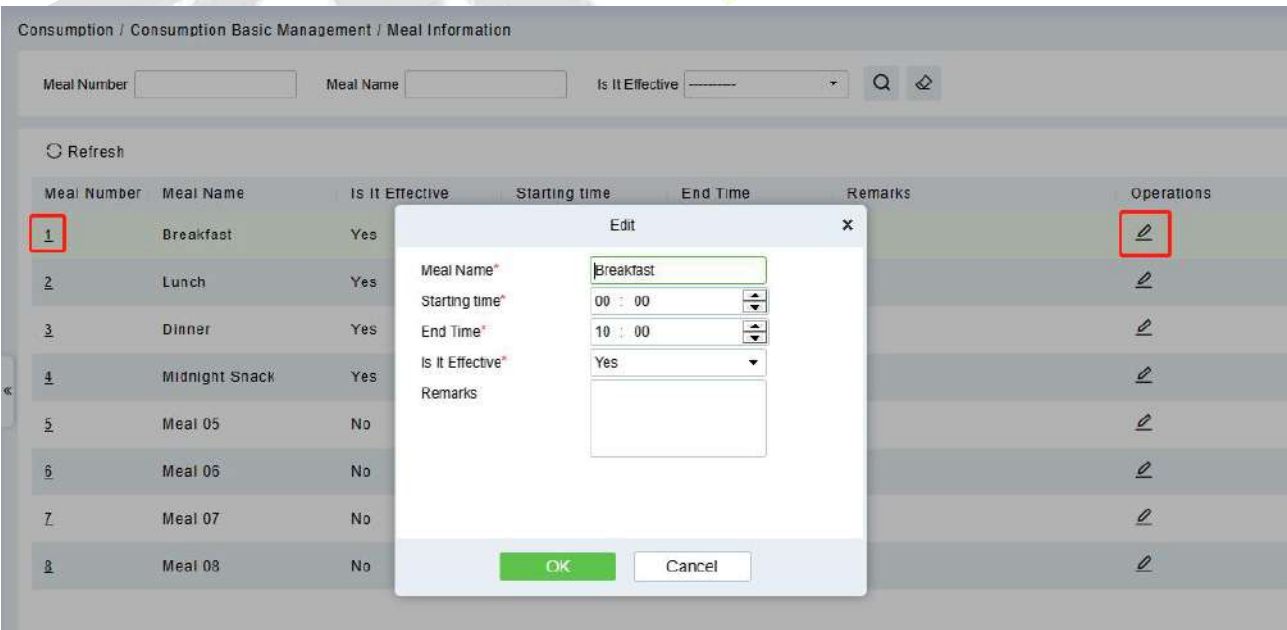 Consumption / Consumption Basic Management / Meal Information
Meal Number Meal Name Is It Effective ----------
Refresh
Meal Number Meal Name Is It Effective Starting time End Time Remarks Operations
Edit x
1 Breakfast Yes
Meal Name* Breakfast
2 Lunch Yes
Starting time* 00 : 00
3 Dinner Yes
End Time* 10 : 00
Is It Effective* Yes
4 Midnight Snack Yes
Remarks
5 Meal 05 No
6 Meal 06 No
7 Meal 07 No
8 Meal 08 No
OK Cancel